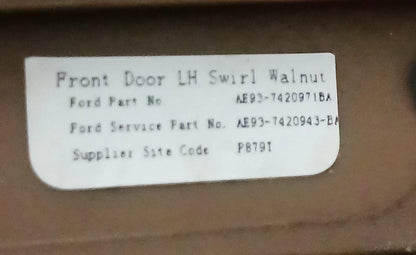 Front Door LH Swirl Walnut
Ford Part No AE93-7420971BA
Ford Service Part No. AE93-7420943-BA
Supplier Site Code P879T